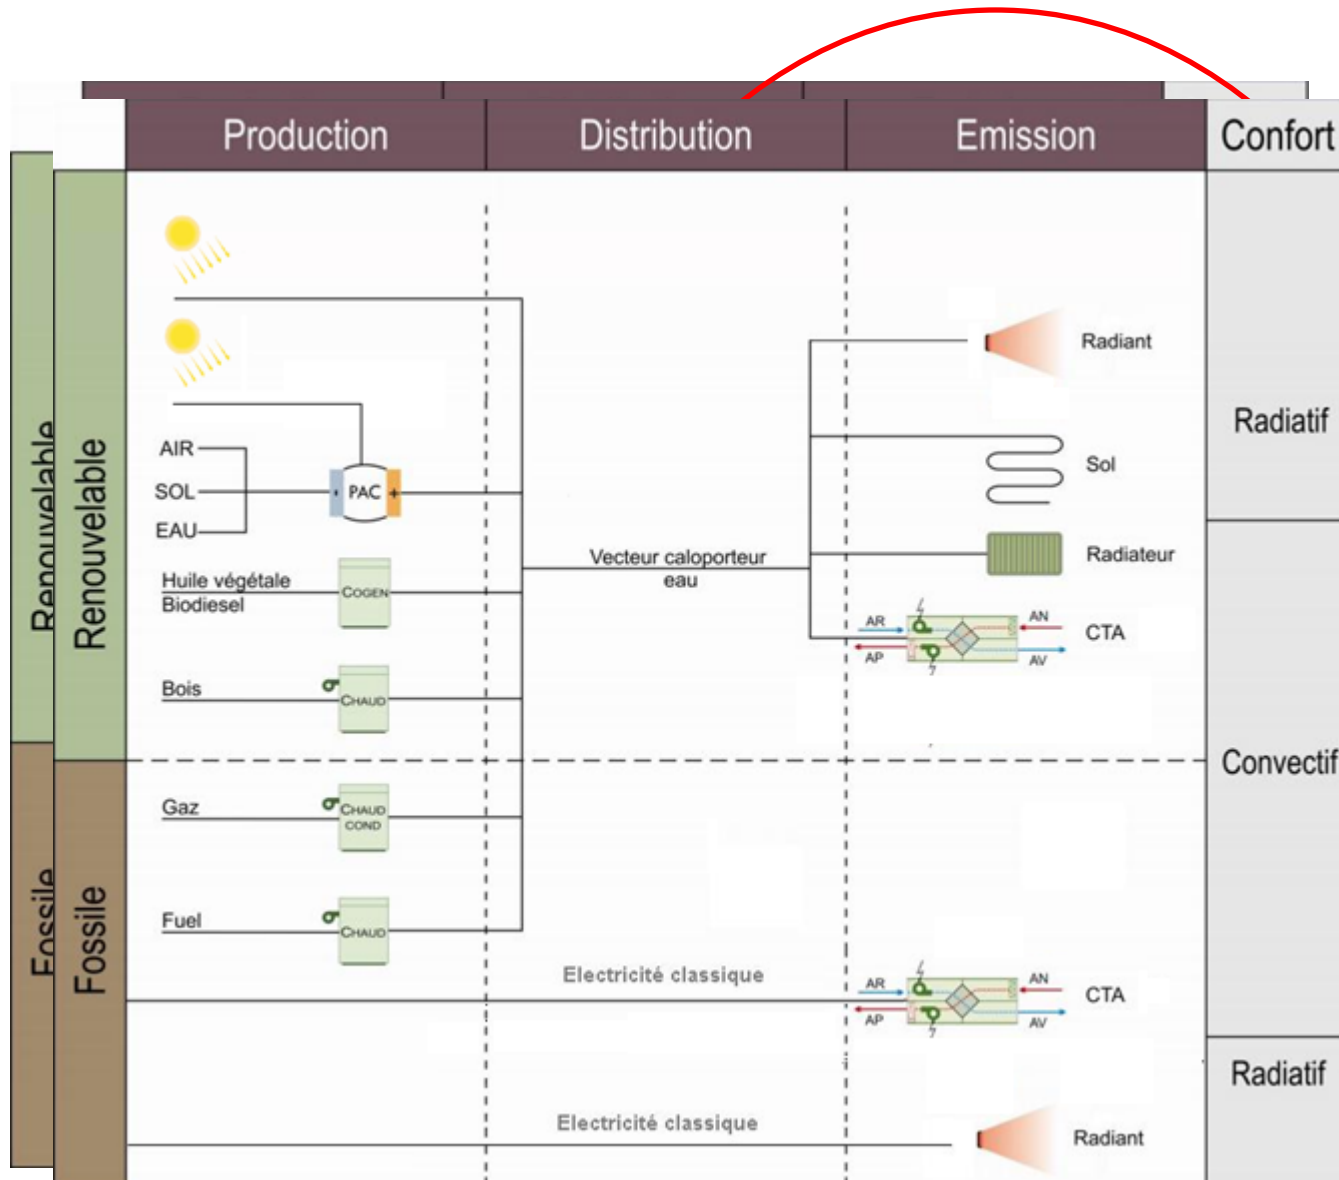 Production
Distribution
Emission
Confort
Renouvelable
Renouvelable
Fossile
Fossile
Radiant
Radiatif
AIR
SOL
EAU
- PAC +
Sol
Radiateur
Vecteur caloporteur
eau
Huile végétale
Biodiesel
COGEN
AR
AN
AP
AV
CTA
Bois
CHAUD
Convectif
Gaz
CHAUD
COND
Fuel
CHAUD
Electricité classique
AR
AN
AP
AV
CTA
Radiatif
Electricité classique
Radiant